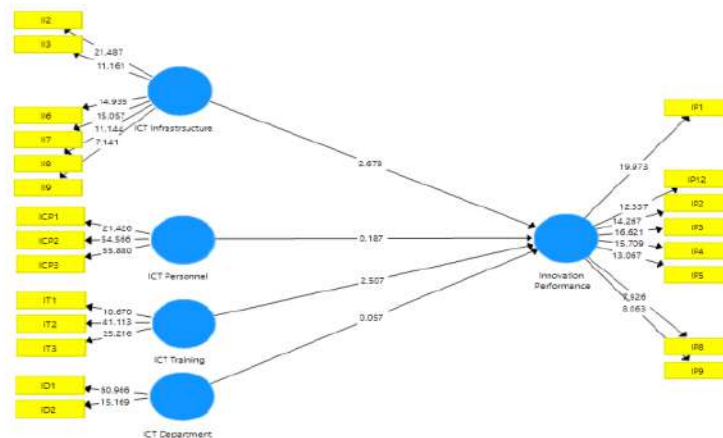 II2
II3
21.487
11.161
14.935
15.057
11.144
7.141
II6
II7
II8
II9
ICT Infrastructure
2.679
IP1
19.973
ICP1
ICP2
ICP3
21.426
54.566
ICT Personnel
0.187
IP12
IP2
IP3
IP4
IP5
12.337
14.287
16.621
15.709
13.067
Innovation
Performance
IT1
IT2
IT3
10.670
41.113
25.216
ICT Training
2.507
7.926
8.663
IP8
IP9
ID1
ID2
50.966
15.169
ICT Department
0.057